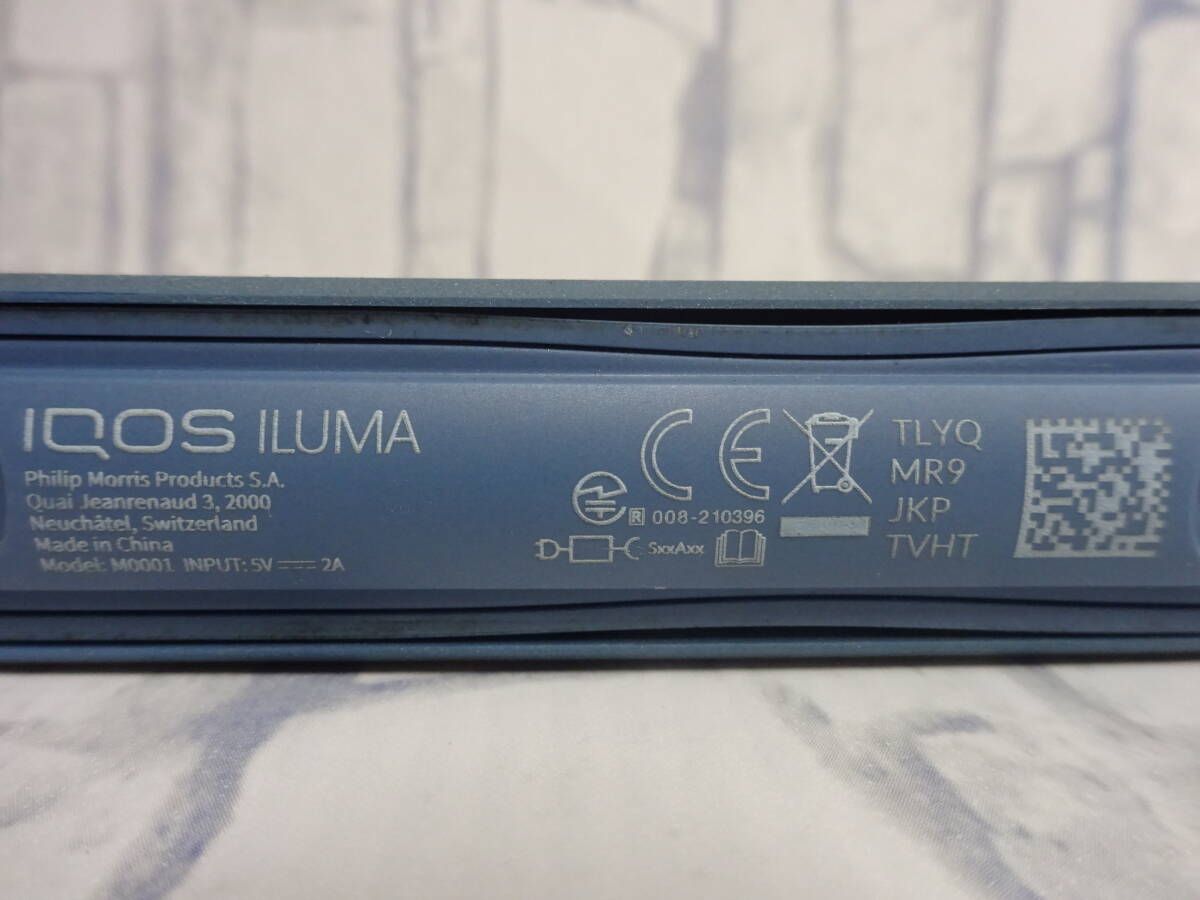 IQOS ILUMA
Philip Morris Products S.A.
Quai Jeanrenaud 3, 2000
Neuchâtel, Switzerland
Made in China
Model: M0001 INPUT: 5V ⎓ 2A
CE
R 008-210396
SxxAxx
TLYQ
MR9
JKP
TVHT